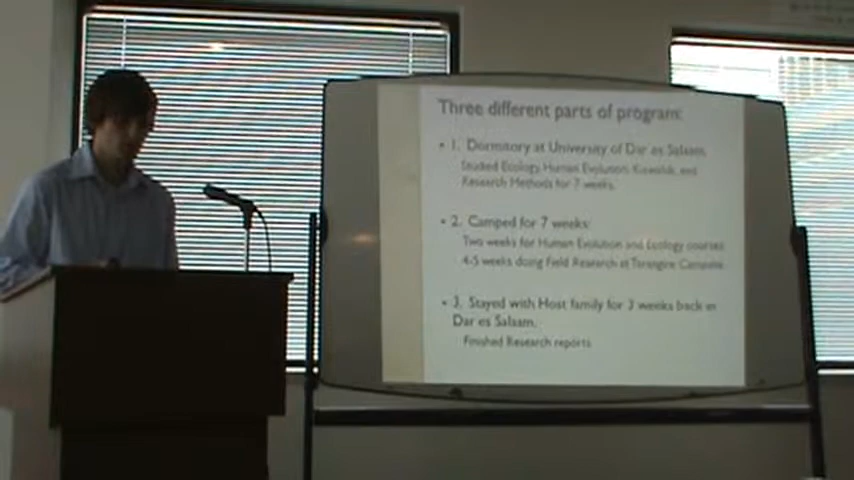 Three different parts of program:
• 1. Dormitory at University of Dar es Salaam.
Studied Ecology, Human Evolution, Kiswahili, and
Research Methods for 7 weeks.
• 2. Camped for 7 weeks:
Two weeks for Human Evolution and Ecology courses
4-5 weeks doing Field Research at Tarangire Campsite
• 3. Stayed with Host family for 3 weeks back in
Dar es Salaam.
Finished Research reports